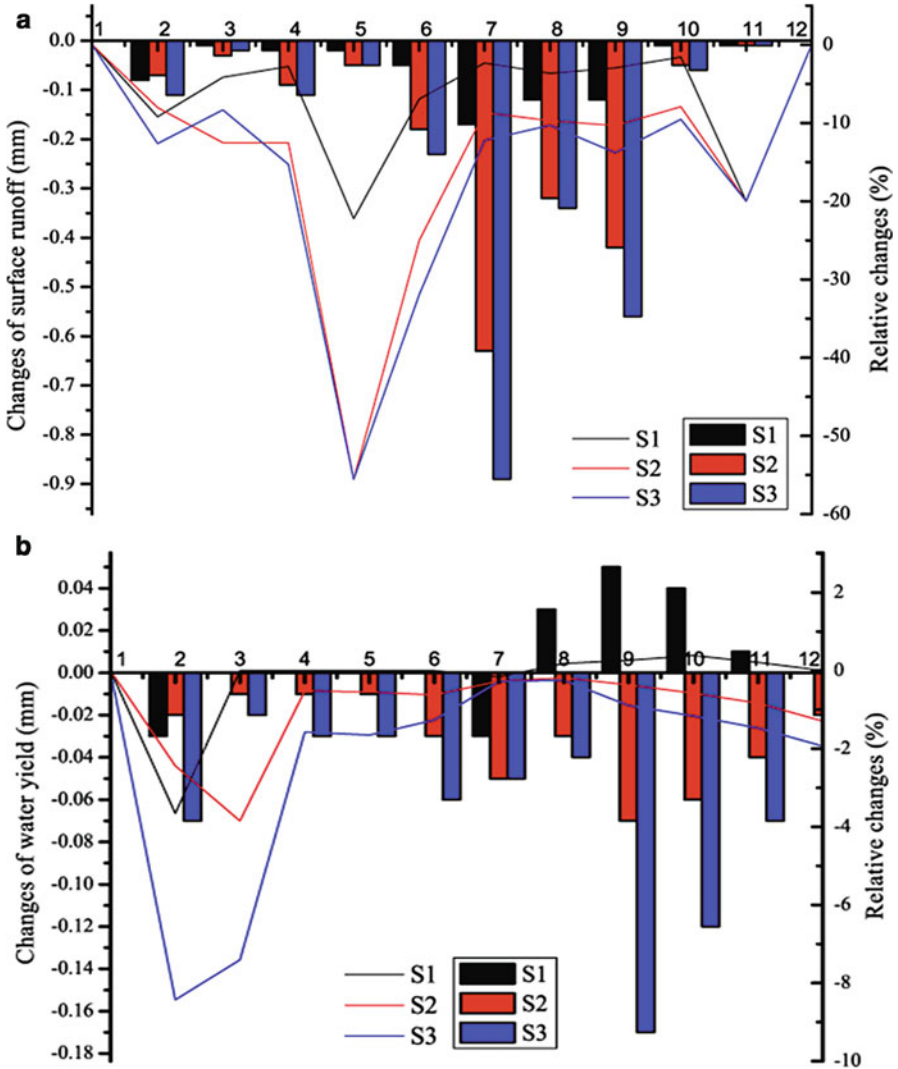 a
1 2 3 4 5 6 7 8 9 10 11 12
0.0
-0.1
-0.2
-0.3
-0.4
-0.5
-0.6
-0.7
-0.8
-0.9
Changes of surface runoff (mm)
0
-10
-20
-30
-40
-50
-60
Relative changes (%)
S1 S1
S2 S2
S3 S3
b
0.04
0.02
0.00
-0.02
-0.04
-0.06
-0.08
-0.10
-0.12
-0.14
-0.16
-0.18
Changes of water yield (mm)
1 2 3 4 5 6 7 8 9 10 11 12
2
0
-2
-4
-6
-8
-10
Relative changes (%)
S1 S1
S2 S2
S3 S3